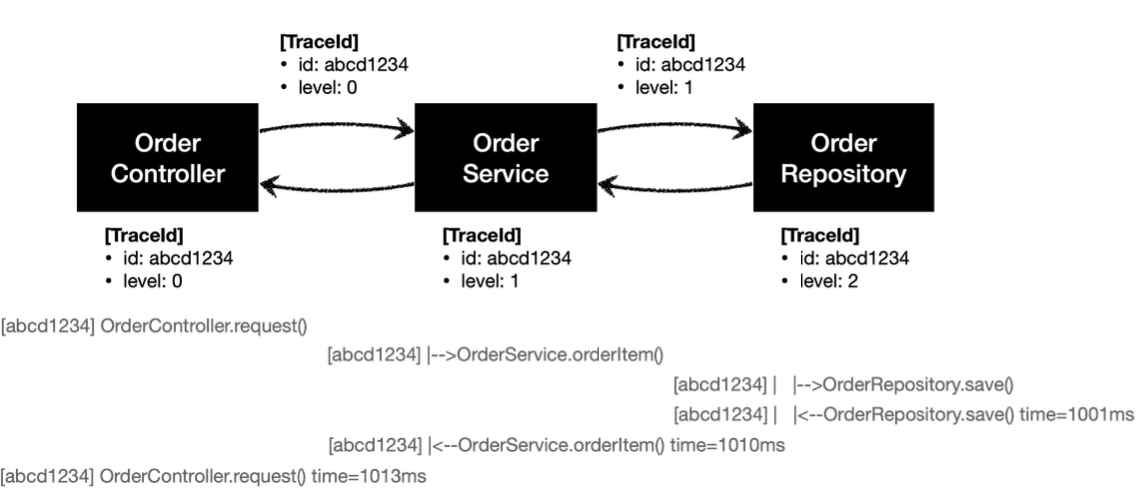 [TraceId]
• id: abcd1234
• level: 0
[TraceId]
• id: abcd1234
• level: 1
Order
Controller
Order
Service
Order
Repository
[TraceId]
• id: abcd1234
• level: 0
[TraceId]
• id: abcd1234
• level: 1
[TraceId]
• id: abcd1234
• level: 2
[abcd1234] OrderController.request()
[abcd1234] |-->OrderService.orderItem()
[abcd1234] |   |-->OrderRepository.save()
[abcd1234] |   |<--OrderRepository.save() time=1001ms
[abcd1234] |<--OrderService.orderItem() time=1010ms
[abcd1234] OrderController.request() time=1013ms